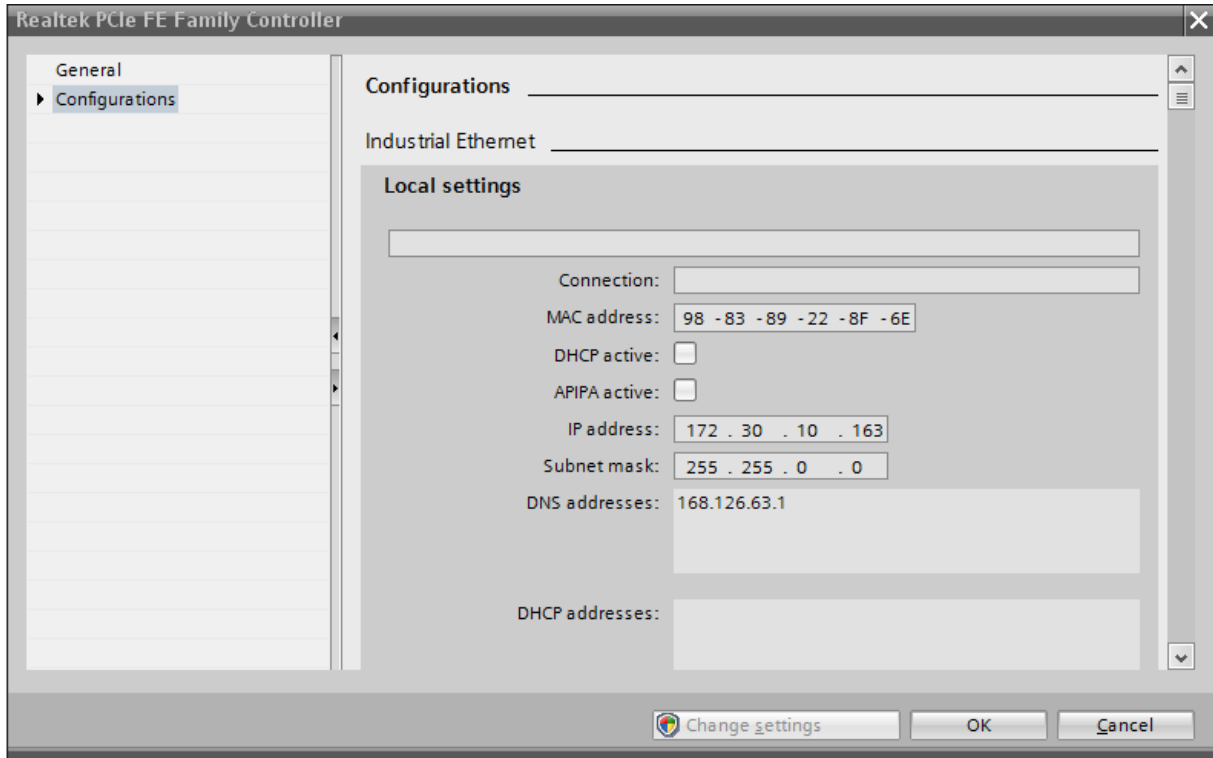 Realtek PCIe FE Family Controller
General
Configurations
Configurations
Industrial Ethernet
Local settings
Connection:
MAC address: 98 -83 -89 -22 -8F -6E
DHCP active:
APIPA active:
IP address: 172 . 30 . 10 . 163
Subnet mask: 255 . 255 . 0 . 0
DNS addresses: 168.126.63.1
DHCP addresses:
Change settings OK Cancel